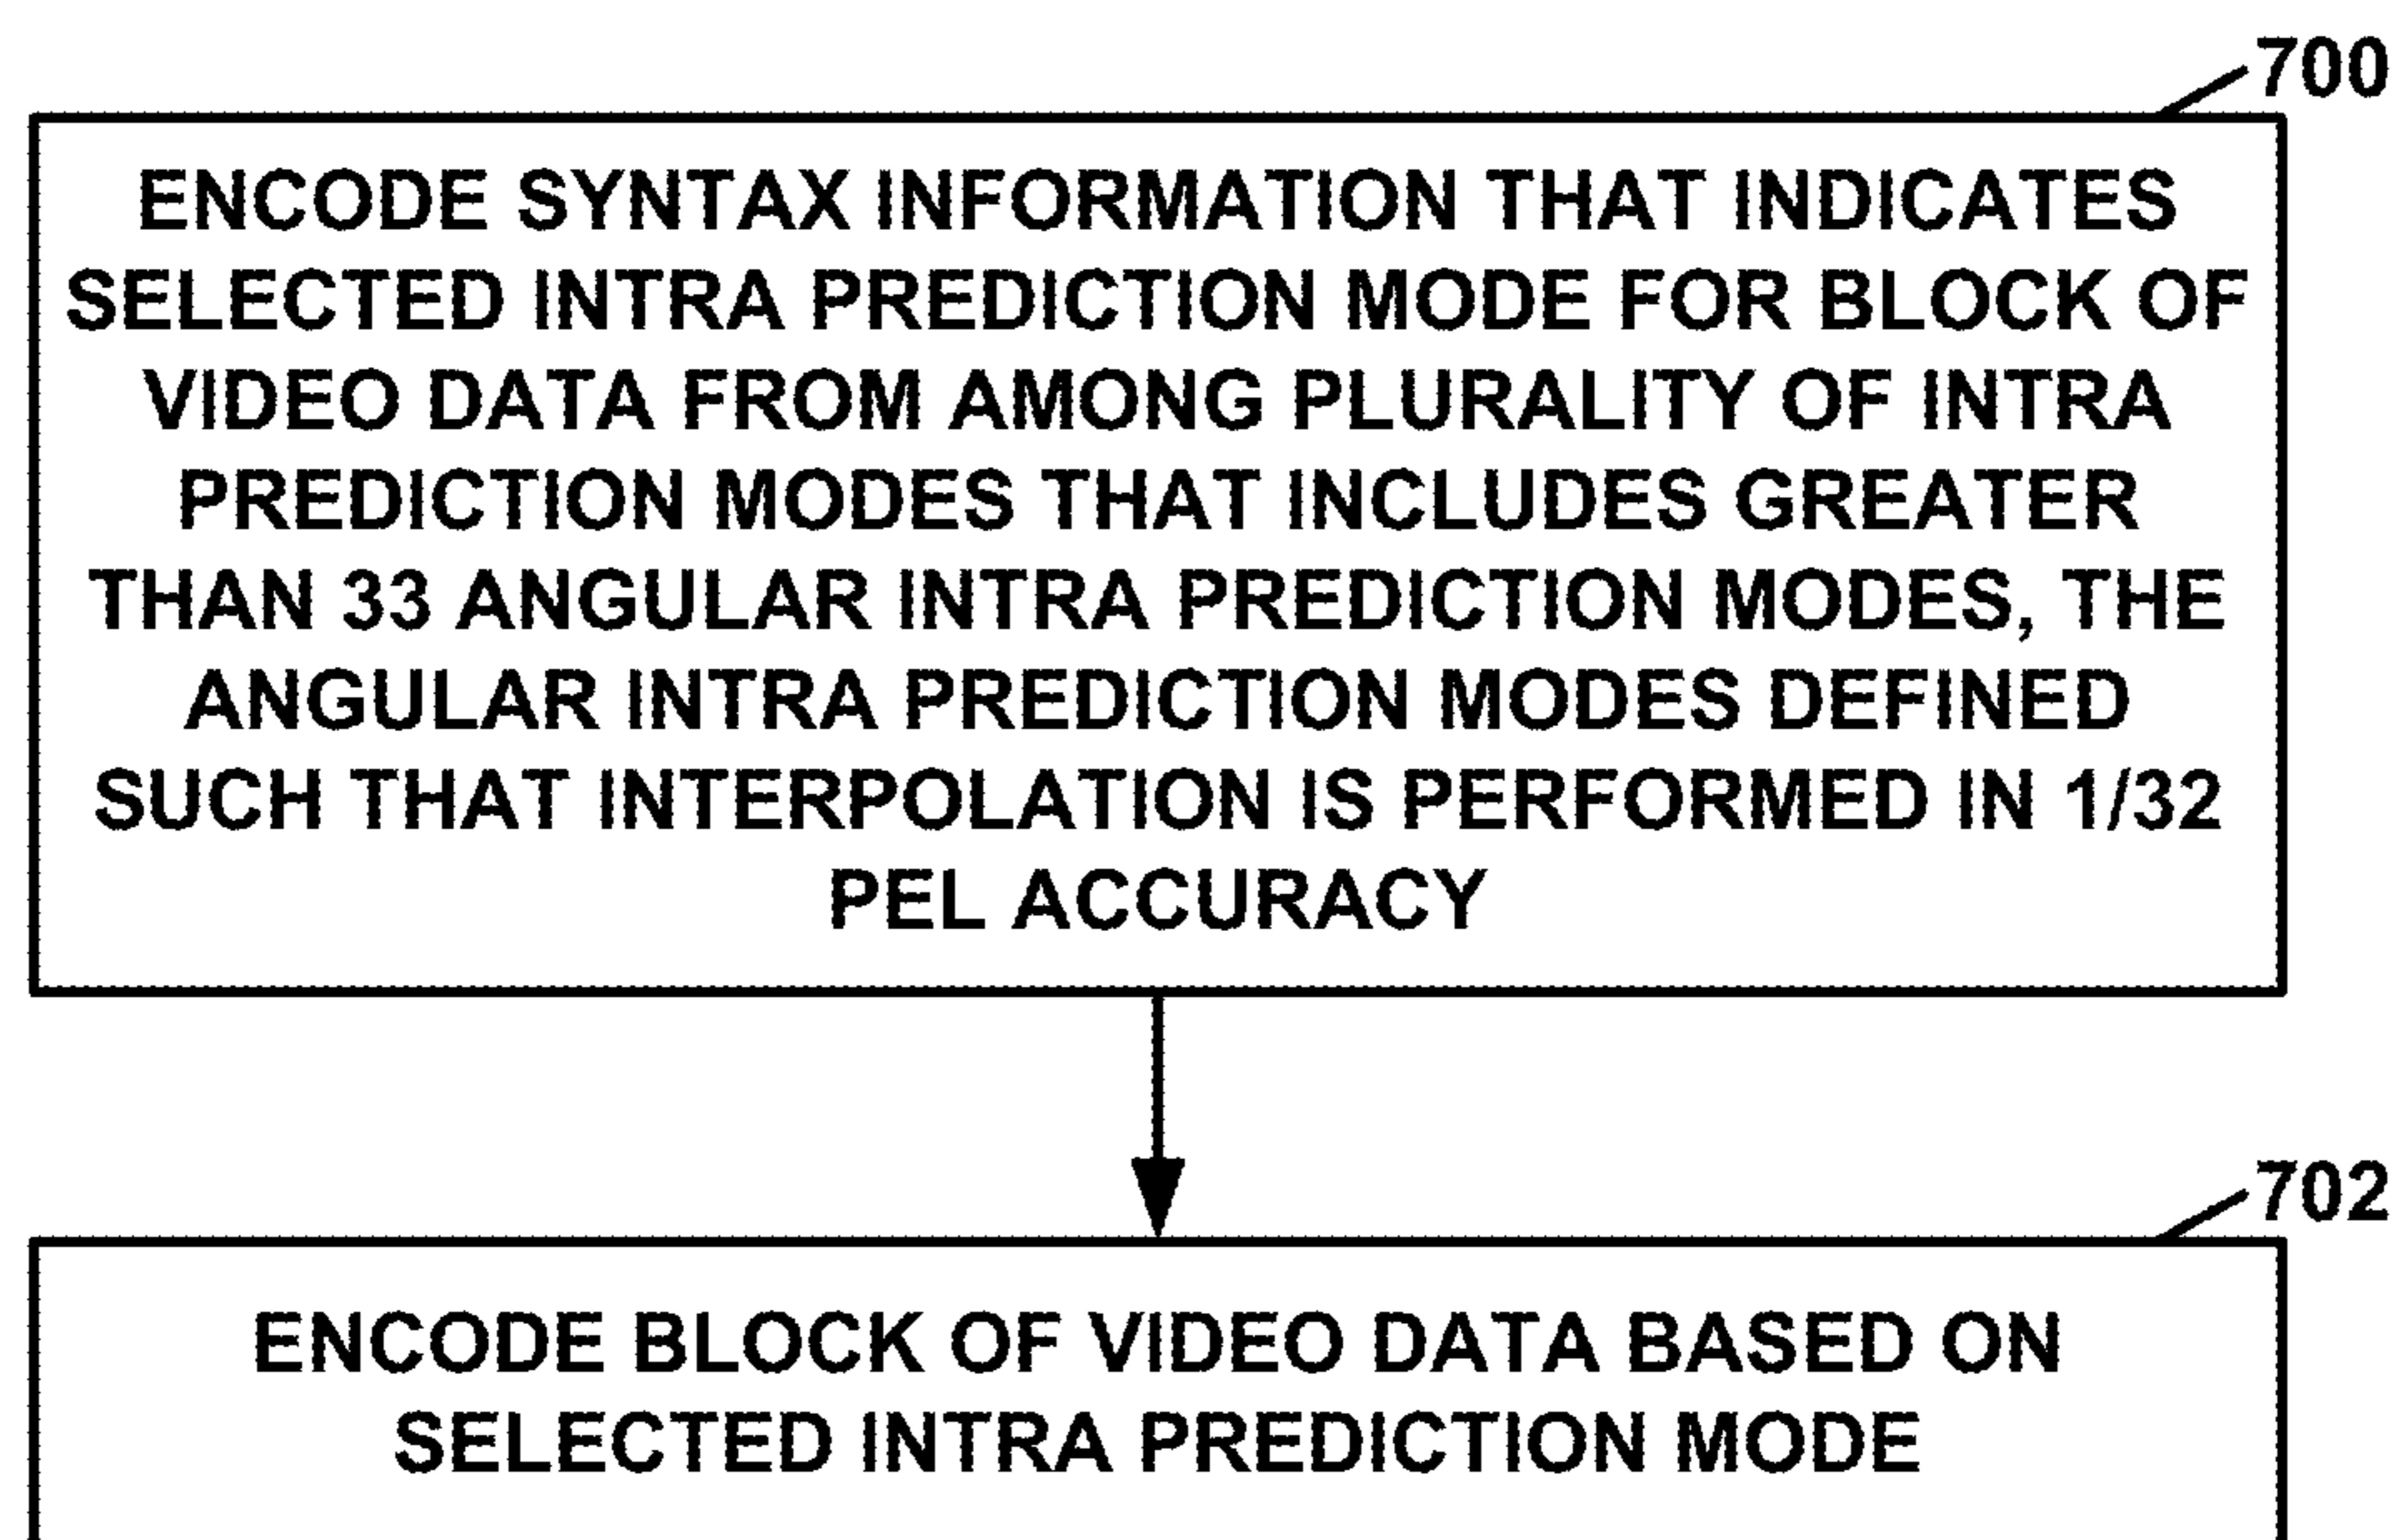 700
ENCODE SYNTAX INFORMATION THAT INDICATES
SELECTED INTRA PREDICTION MODE FOR BLOCK OF
VIDEO DATA FROM AMONG PLURALITY OF INTRA
PREDICTION MODES THAT INCLUDES GREATER
THAN 33 ANGULAR INTRA PREDICTION MODES, THE
ANGULAR INTRA PREDICTION MODES DEFINED
SUCH THAT INTERPOLATION IS PERFORMED IN 1/32
PEL ACCURACY
702
ENCODE BLOCK OF VIDEO DATA BASED ON
SELECTED INTRA PREDICTION MODE